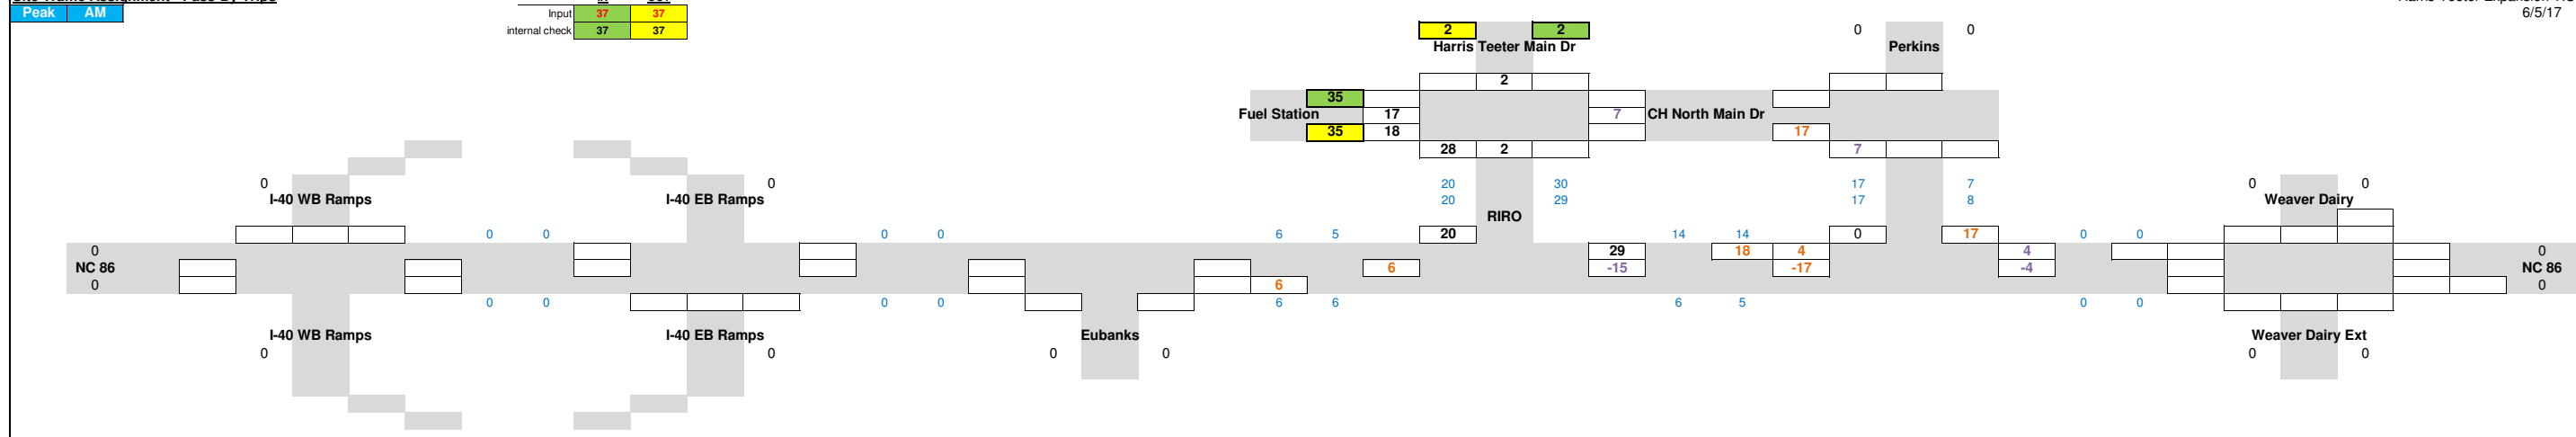 Peak AM
Input 37 37
internal check 37 37
6/5/17
2 2 0 0
Harris Teeter Main Dr Perkins
2
35
Fuel Station 17 7 CH North Main Dr
35 18 17
28 2 7
0 0 20 30 17 7 0 0
I-40 WB Ramps I-40 EB Ramps 20 29 17 8 Weaver Dairy
RIRO
0 0 0 0 6 5 20 14 14 0 17 0 0
0 29 18 4 4 0
NC 86 6 -15 -17 -4 NC 86
0 6 0
0 0 0 0 6 6 6 5 0 0
I-40 WB Ramps I-40 EB Ramps Eubanks Weaver Dairy Ext
0 0 0 0 0 0